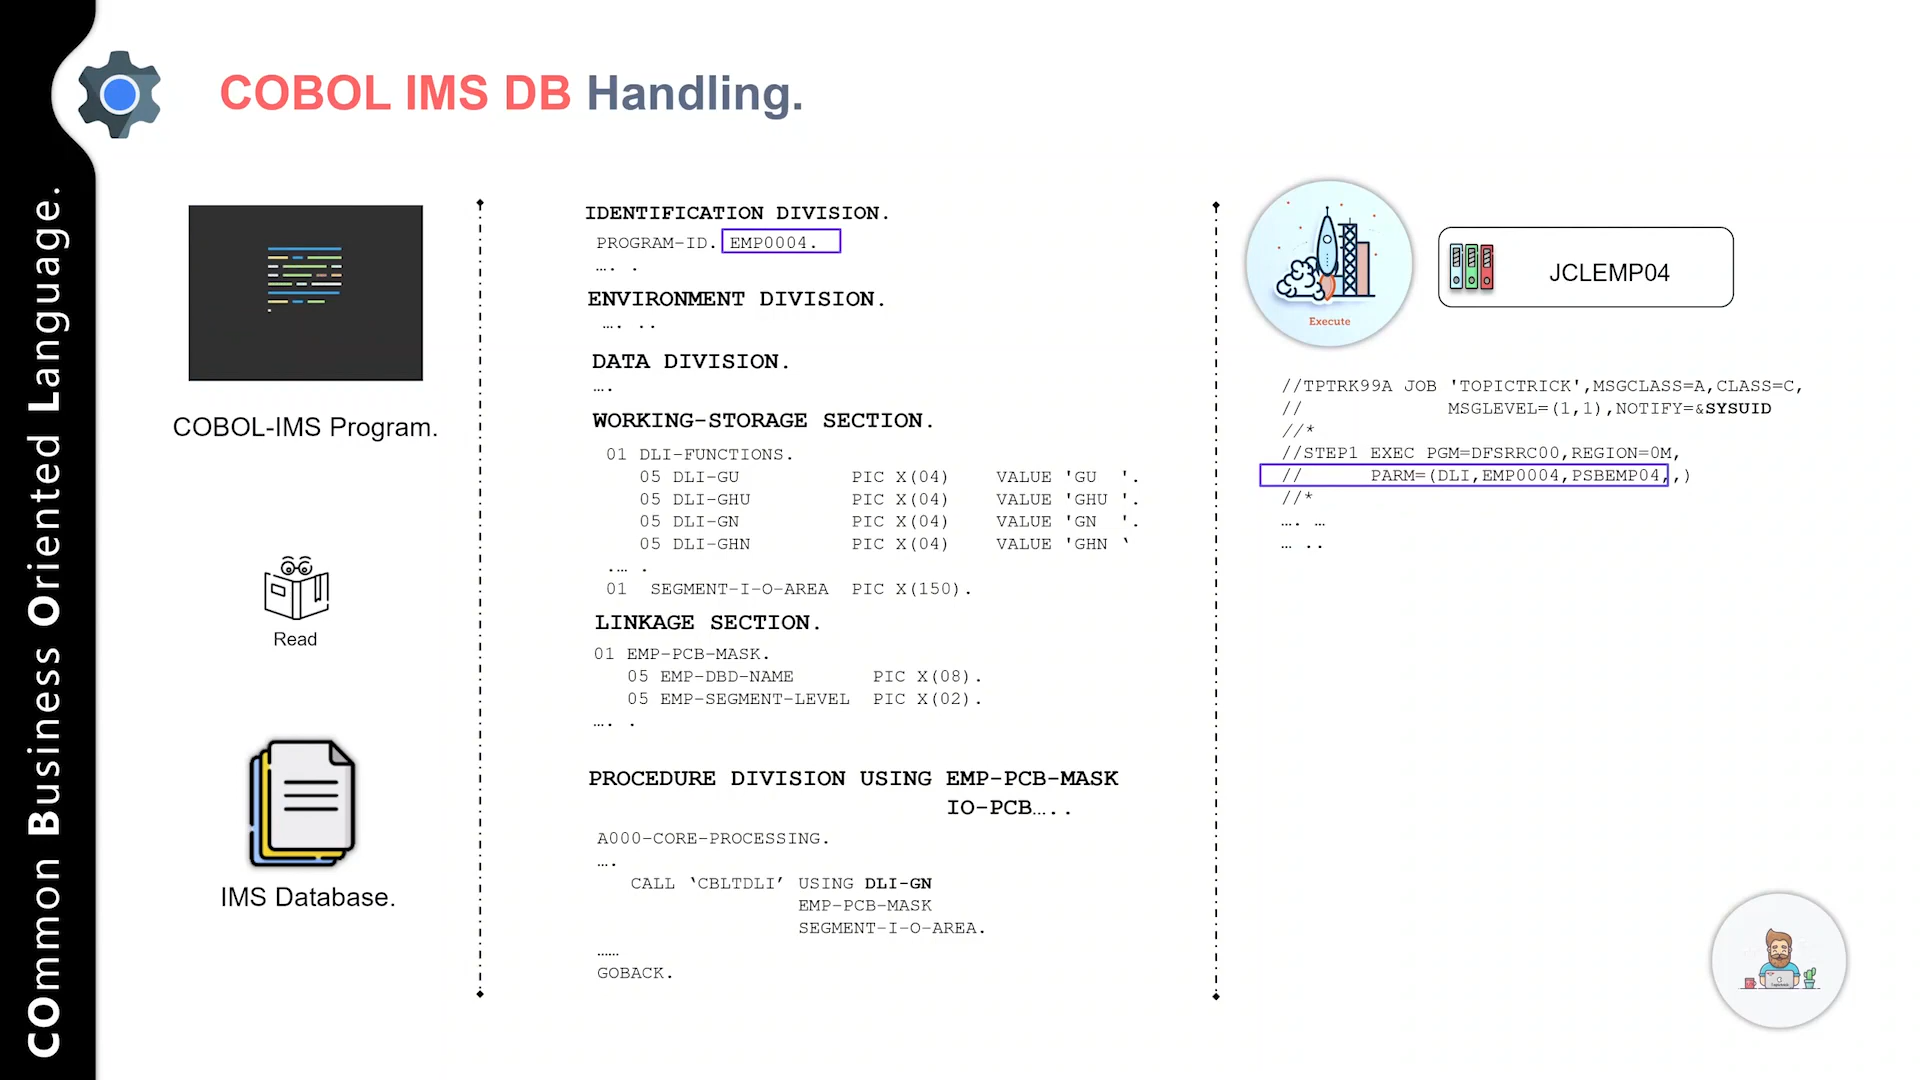 COmmon Business Oriented Language.
COBOL IMS DB Handling.
COBOL-IMS Program.
Read
IMS Database.
IDENTIFICATION DIVISION.
PROGRAM-ID. EMP0004.
…. .
ENVIRONMENT DIVISION.
…. ..
DATA DIVISION.
….
WORKING-STORAGE SECTION.
01 DLI-FUNCTIONS.
05 DLI-GU PIC X(04) VALUE 'GU  '.
05 DLI-GHU PIC X(04) VALUE 'GHU '.
05 DLI-GN PIC X(04) VALUE 'GN  '.
05 DLI-GHN PIC X(04) VALUE 'GHN ‘
.… .
01 SEGMENT-I-O-AREA PIC X(150).
LINKAGE SECTION.
01 EMP-PCB-MASK.
05 EMP-DBD-NAME PIC X(08).
05 EMP-SEGMENT-LEVEL PIC X(02).
…. .
PROCEDURE DIVISION USING EMP-PCB-MASK
IO-PCB…..
A000-CORE-PROCESSING.
….
CALL ‘CBLTDLI’ USING DLI-GN
EMP-PCB-MASK
SEGMENT-I-O-AREA.
……
GOBACK.
Execute
JCLEMP04
//TPTRK99A JOB 'TOPICTRICK',MSGCLASS=A,CLASS=C,
// MSGLEVEL=(1,1),NOTIFY=&SYSUID
//*
//STEP1 EXEC PGM=DFSRRC00,REGION=0M,
// PARM=(DLI,EMP0004,PSBEMP04,,)
//*
…. …
… ..